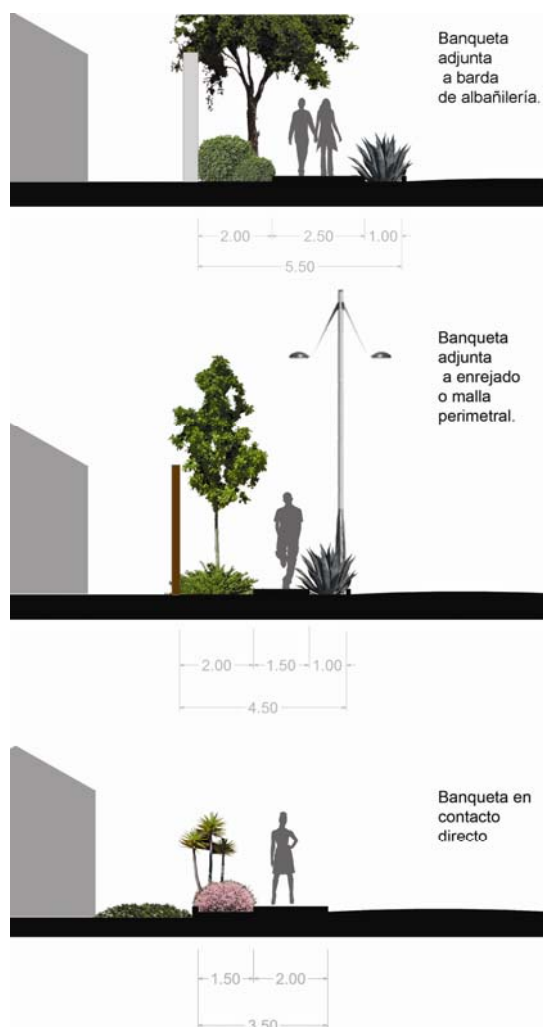 Banqueta
adjunta
a barda
de albañilería.
2.00 2.50 1.00
5.50
Banqueta
adjunta
a enrejado
o malla
perimetral.
2.00 1.50 1.00
4.50
Banqueta en
contacto
directo
1.50 2.00
3.50